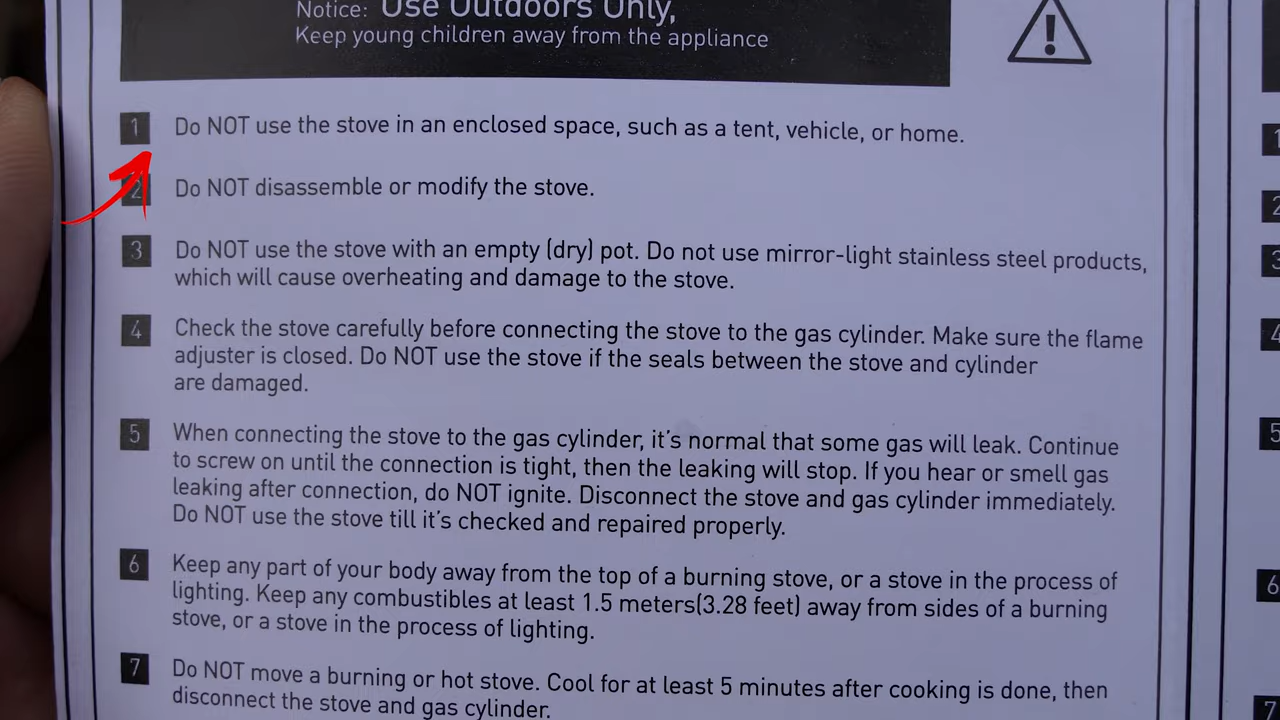 Notice: Use Outdoors Only,
Keep young children away from the appliance
1 Do NOT use the stove in an enclosed space, such as a tent, vehicle, or home.
2 Do NOT disassemble or modify the stove.
3 Do NOT use the stove with an empty (dry) pot. Do not use mirror-light stainless steel products,
which will cause overheating and damage to the stove.
4 Check the stove carefully before connecting the stove to the gas cylinder. Make sure the flame
adjuster is closed. Do NOT use the stove if the seals between the stove and cylinder
are damaged.
5 When connecting the stove to the gas cylinder, it's normal that some gas will leak. Continue
to screw on until the connection is tight, then the leaking will stop. If you hear or smell gas
leaking after connection, do NOT ignite. Disconnect the stove and gas cylinder immediately.
Do NOT use the stove till it's checked and repaired properly.
6 Keep any part of your body away from the top of a burning stove, or a stove in the process of
lighting. Keep any combustibles at least 1.5 meters(3.28 feet) away from sides of a burning
stove, or a stove in the process of lighting.
7 Do NOT move a burning or hot stove. Cool for at least 5 minutes after cooking is done, then
disconnect the stove and gas cylinder.
1
2
3
4
5
6
7